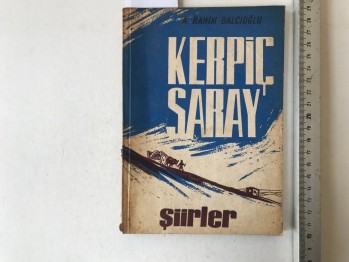 A. RAHİM BALCIOĞLU
KERPİÇ
SARAY
Şiirler